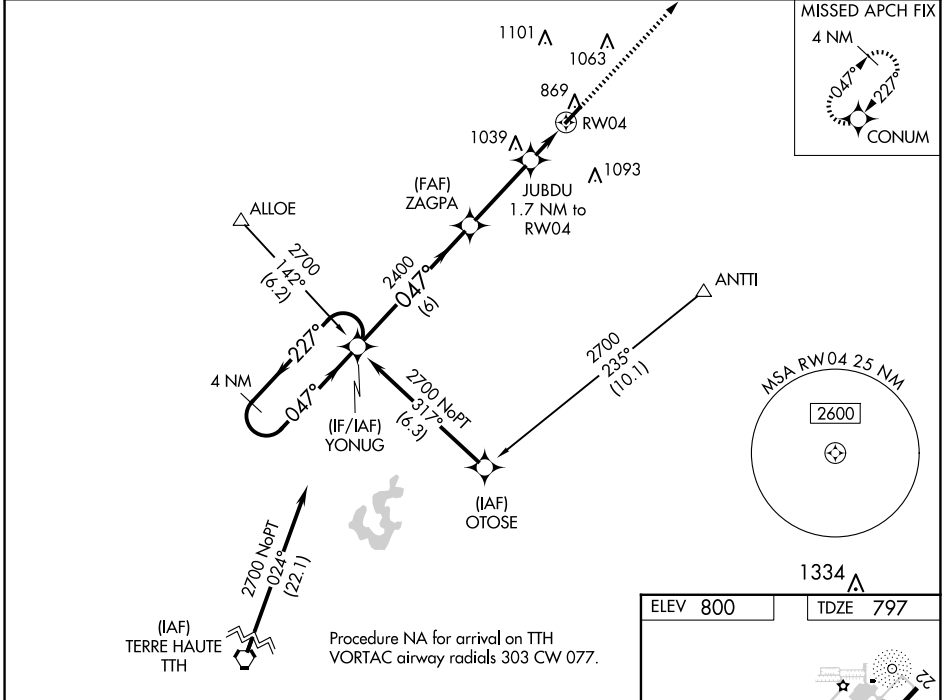 MISSED APCH FIX
4 NM
047°
227°
CONUM
1101
1063
869
RW04
1039
1093
JUBDU
1.7 NM to
RW04
(FAF)
ZAGPA
ALLOE
2700
142°
(6.2)
2400
047°
(6)
ANTTI
2700
235°
(10.1)
227°
4 NM
047°
(IF/IAF)
YONUG
2700 NoPT
317°
(6.3)
(IAF)
OTOSE
MSA RW04 25 NM
2600
2700 NoPT
024°
(22.1)
(IAF)
TERRE HAUTE
TTH
Procedure NA for arrival on TTH
VORTAC airway radials 303 CW 077.
1334
ELEV 800
TDZE 797
22